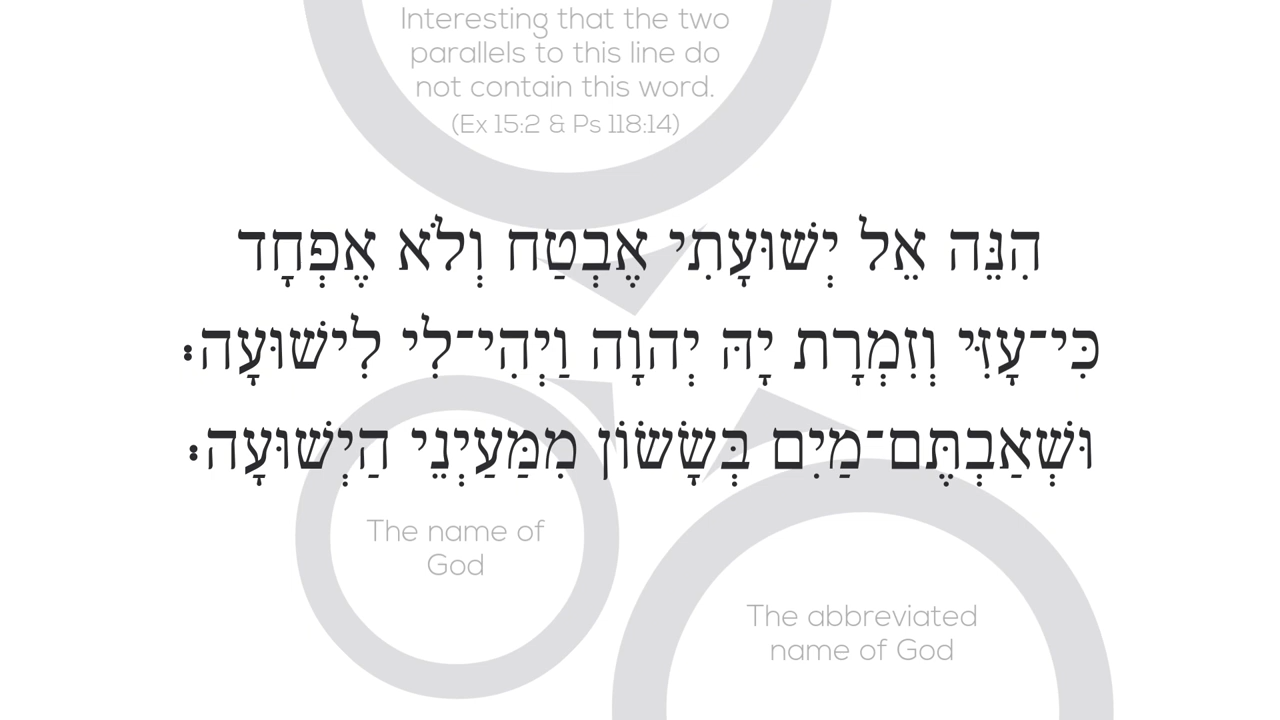 Interesting that the two
parallels to this line do
not contain this word.
(Ex 15:2 & Ps 118:14)
הִנֵּה אֵל יְשׁוּעָתִי אֶבְטַח וְלֹא אֶפְחָד
כִּי־עָזִּי וְזִמְרָת יָהּ יְהוָה וַיְהִי־לִי לִישׁוּעָה׃
וּשְׁאַבְתֶּם־מַיִם בְּשָׂשׂוֹן מִמַּעַיְנֵי הַיְשׁוּעָה׃
The name of
God
The abbreviated
name of God